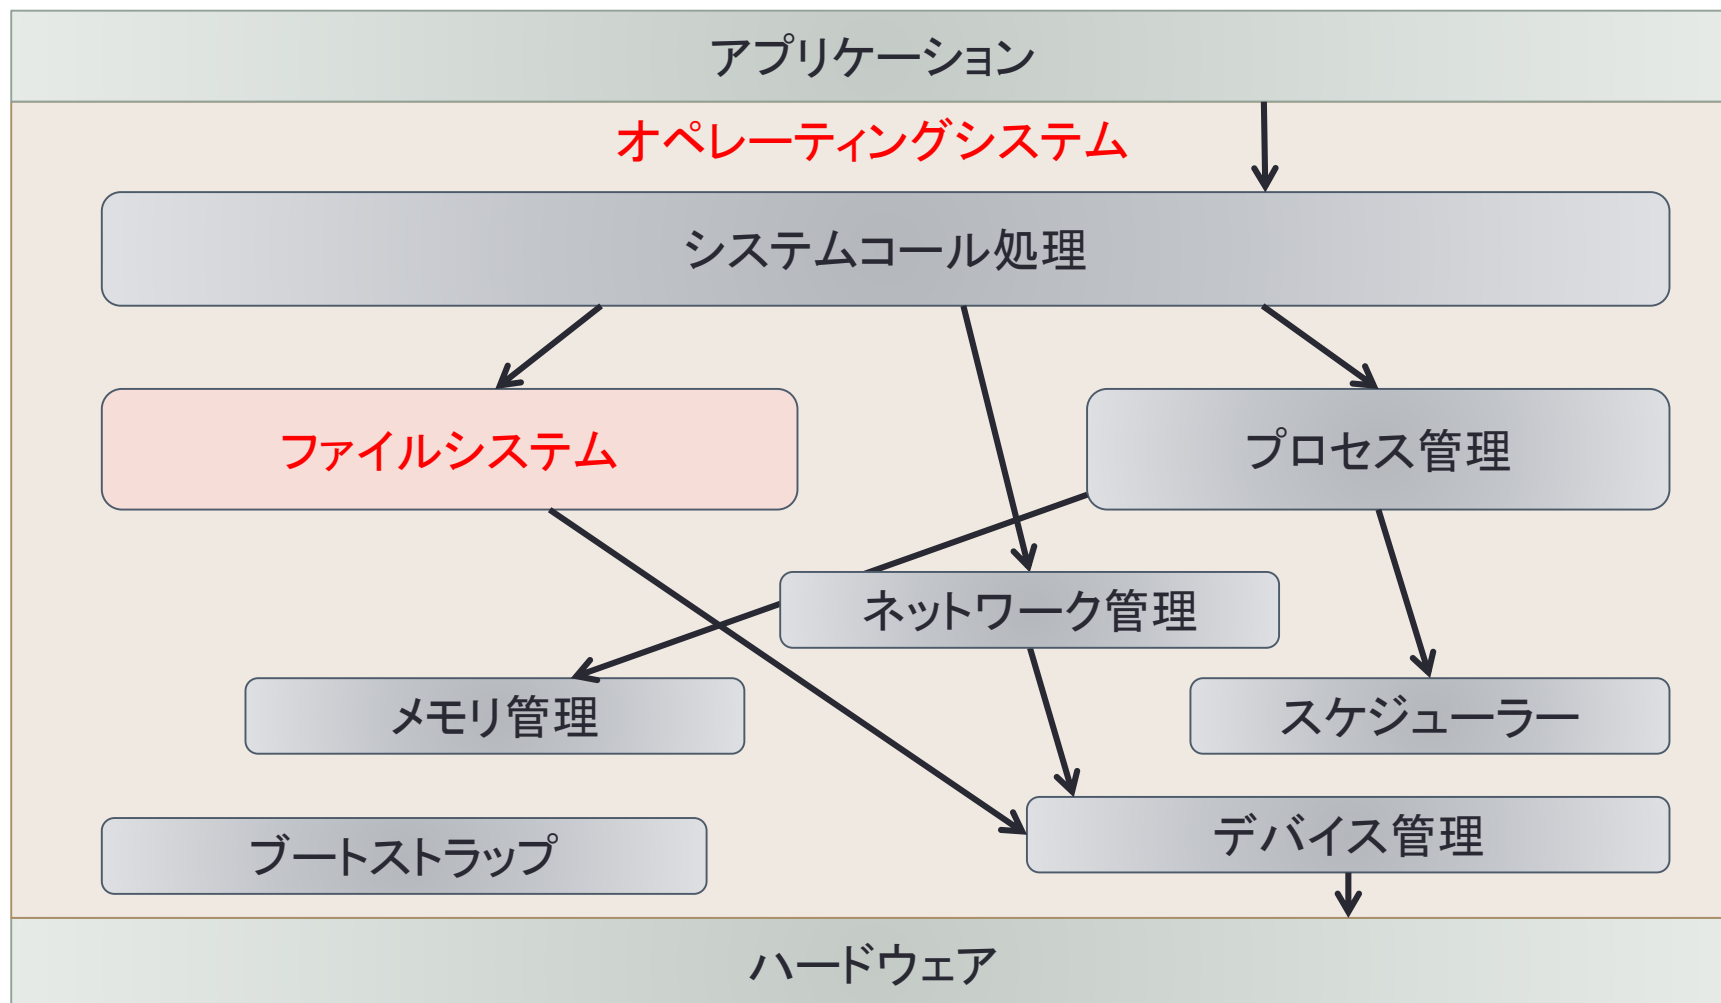 アプリケーション
オペレーティングシステム
システムコール処理
ファイルシステム
プロセス管理
ネットワーク管理
メモリ管理
スケジューラー
デバイス管理
ブートストラップ
ハードウェア